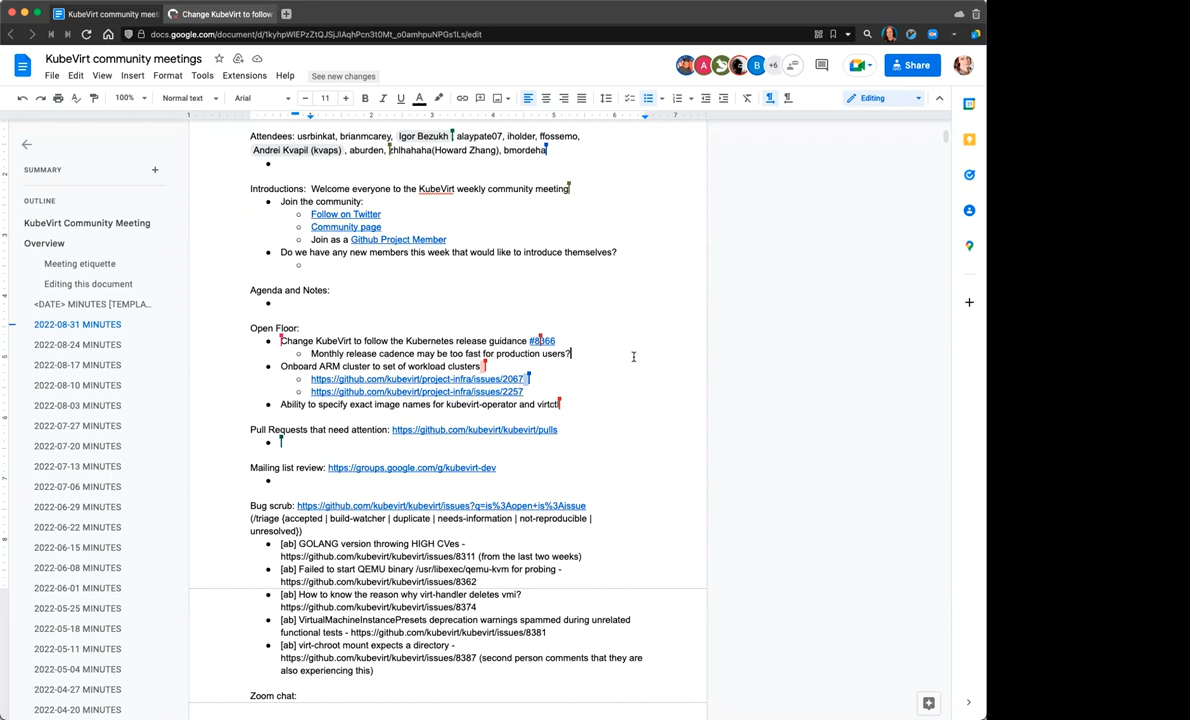 KubeVirt community meet
Change KubeVirt to follow
docs.google.com/document/d/1kyhpWIEPzZtQJSjJIAqhPcn3t0Mt_o0amhpuNPG1s1Ls/edit
KubeVirt community meetings
File Edit View Insert Format Tools Extensions Help See new changes
+6
Share
100% Normal text Arial 11 Editing
1 2 3 4 5 6 7
SUMMARY
OUTLINE
KubeVirt Community Meeting
Overview
Meeting etiquette
Editing this document
<DATE> MINUTES [TEMPLA...
2022-08-31 MINUTES
2022-08-24 MINUTES
2022-08-17 MINUTES
2022-08-10 MINUTES
2022-08-03 MINUTES
2022-07-27 MINUTES
2022-07-20 MINUTES
2022-07-13 MINUTES
2022-07-06 MINUTES
2022-06-29 MINUTES
2022-06-22 MINUTES
2022-06-15 MINUTES
2022-06-08 MINUTES
2022-06-01 MINUTES
2022-05-25 MINUTES
2022-05-18 MINUTES
2022-05-11 MINUTES
2022-05-04 MINUTES
2022-04-27 MINUTES
2022-04-20 MINUTES
Attendees: usrbinkat, brianmcarey, Igor Bezukh, alaypate07, iholder, ffossemo,
Andrei Kvapil (kvaps), aburden, zhlhahaha(Howard Zhang), bmordeha
Introductions: Welcome everyone to the KubeVirt weekly community meeting
Join the community:
Follow on Twitter
Community page
Join as a Github Project Member
Do we have any new members this week that would like to introduce themselves?
Agenda and Notes:
Open Floor:
Change KubeVirt to follow the Kubernetes release guidance #8366
Monthly release cadence may be too fast for production users?
Onboard ARM cluster to set of workload clusters
https://github.com/kubevirt/project-infra/issues/2067
https://github.com/kubevirt/project-infra/issues/2257
Ability to specify exact image names for kubevirt-operator and virtctl
Pull Requests that need attention: https://github.com/kubevirt/kubevirt/pulls
Mailing list review: https://groups.google.com/g/kubevirt-dev
Bug scrub: https://github.com/kubevirt/kubevirt/issues?q=is%3Aopen+is%3Aissue
(/triage {accepted | build-watcher | duplicate | needs-information | not-reproducible |
unresolved})
[ab] GOLANG version throwing HIGH CVes -
https://github.com/kubevirt/kubevirt/issues/8311 (from the last two weeks)
[ab] Failed to start QEMU binary /usr/libexec/qemu-kvm for probing -
https://github.com/kubevirt/kubevirt/issues/8362
[ab] How to know the reason why virt-handler deletes vmi?
https://github.com/kubevirt/kubevirt/issues/8374
[ab] VirtualMachineInstancePresets deprecation warnings spammed during unrelated
functional tests - https://github.com/kubevirt/kubevirt/issues/8381
[ab] virt-chroot mount expects a directory -
https://github.com/kubevirt/kubevirt/issues/8387 (second person comments that they are
also experiencing this)
Zoom chat: